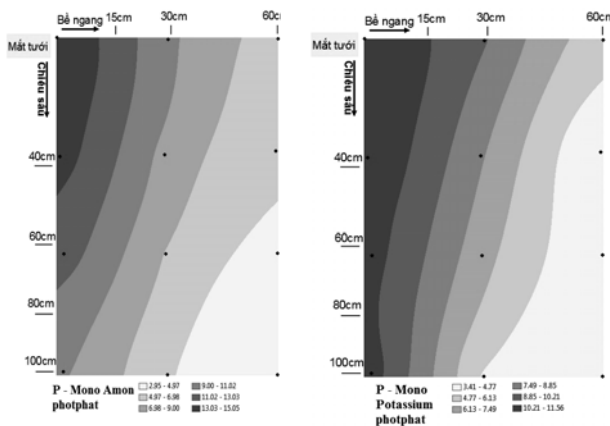 Bề ngang
15cm
30cm
60cm
Mắt tưới
Chiều sâu
40cm
60cm
80cm
100cm
P - Mono Amon
photphat
2.95 - 4.97
4.97 - 6.98
6.98 - 9.00
9.00 - 11.02
11.02 - 13.03
13.03 - 15.05
Bề ngang
15cm
30cm
60cm
Mắt tưới
Chiều sâu
40cm
60cm
80cm
100cm
P - Mono
Potassium
photphat
3.41 - 4.77
4.77 - 6.13
6.13 - 7.49
7.49 - 8.85
8.85 - 10.21
10.21 - 11.56